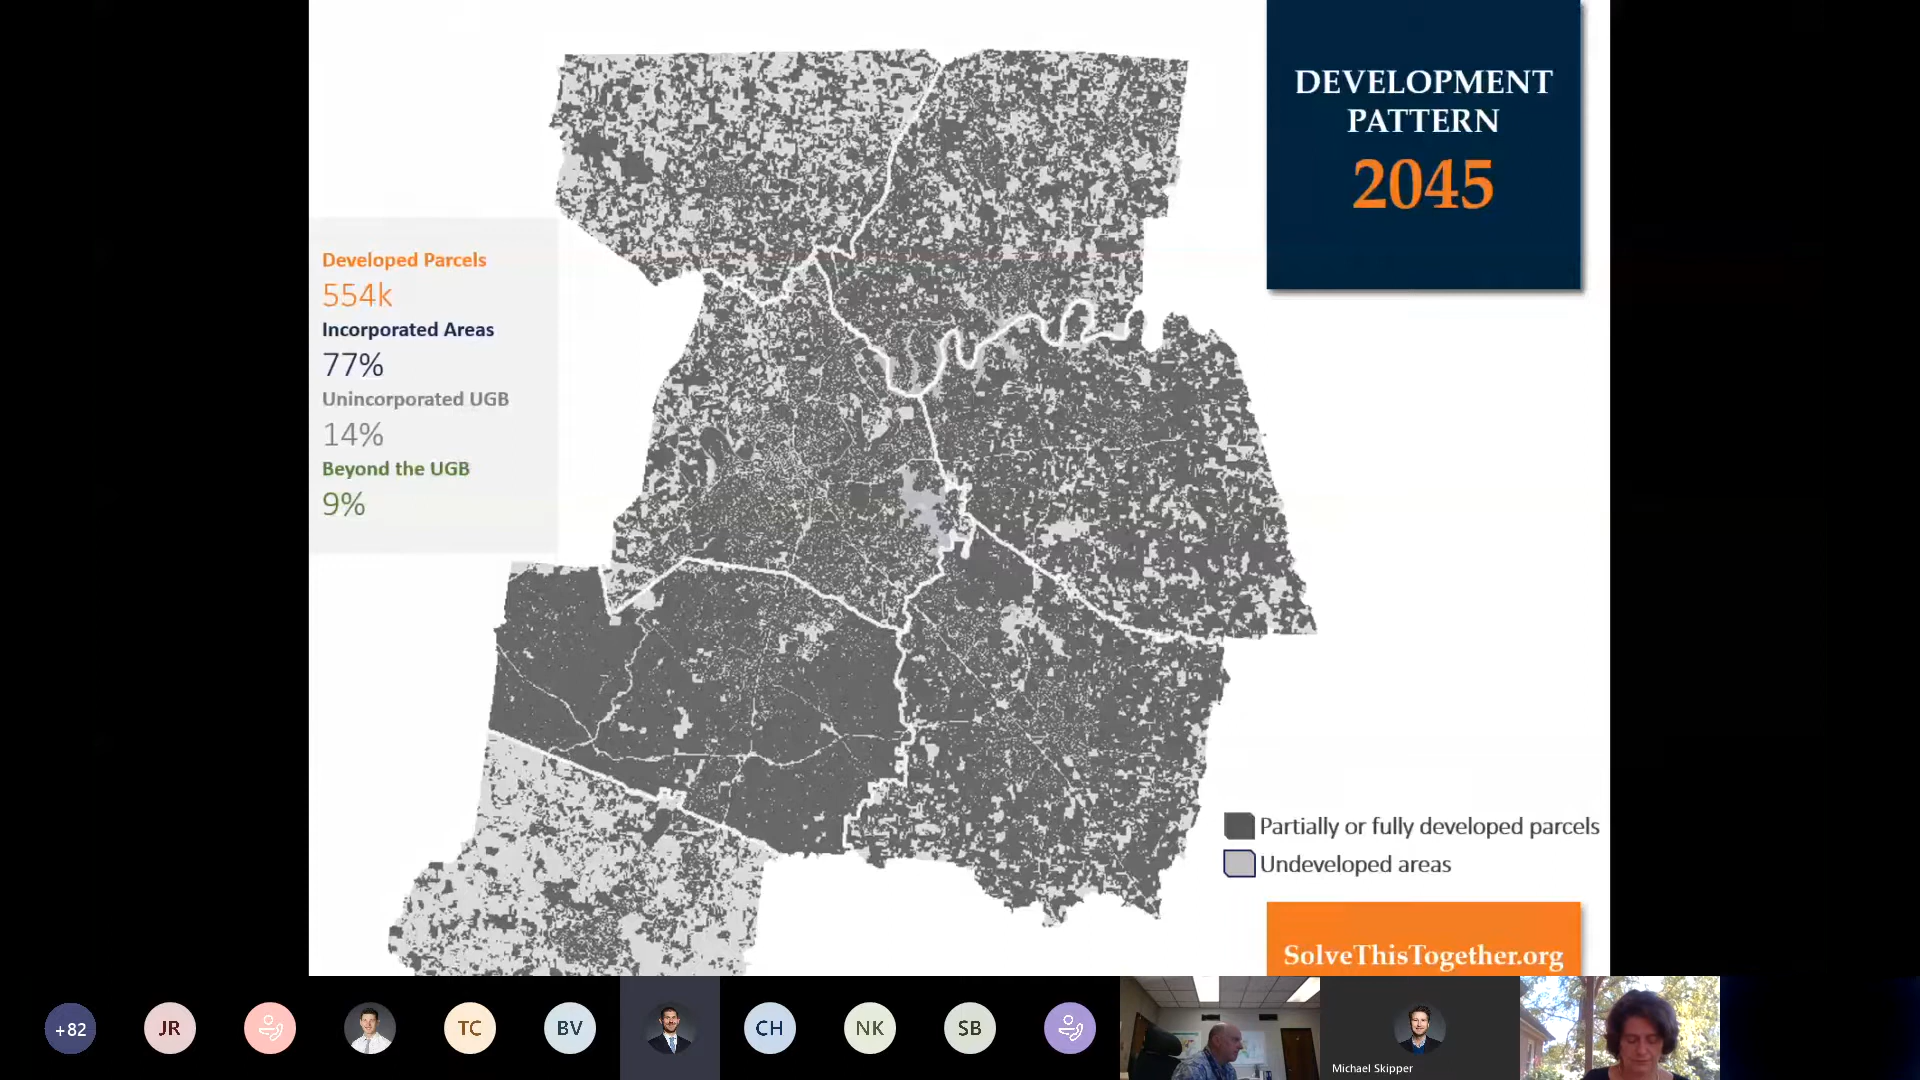 DEVELOPMENT
PATTERN
2045
Developed Parcels
554k
Incorporated Areas
77%
Unincorporated UGB
14%
Beyond the UGB
9%
Partially or fully developed parcels
Undeveloped areas
SolveThisTogether.org
+82
JR
TC
BV
CH
NK
SB
Michael Skipper